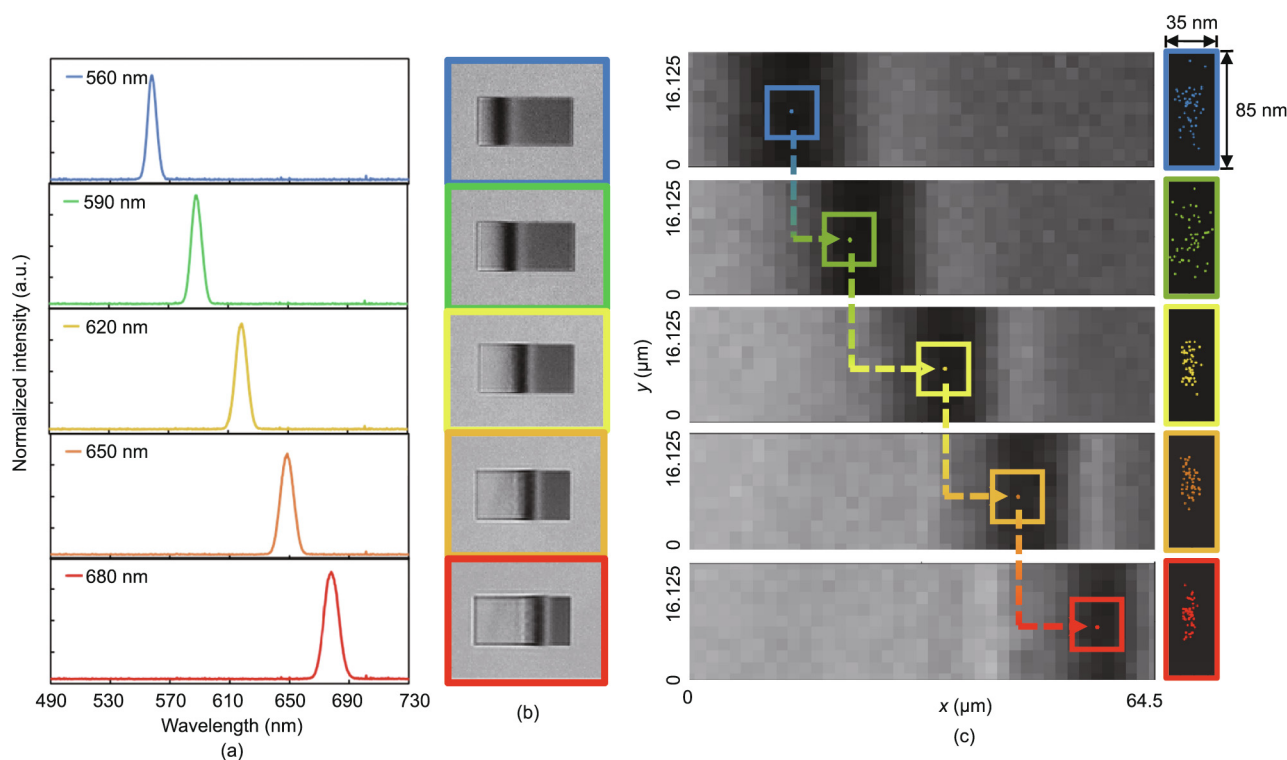 560 nm
590 nm
620 nm
650 nm
680 nm
Normalized intensity (a.u.)
490 530 570 610 650 690 730
Wavelength (nm)
(a)
(b)
35 nm
85 nm
16.125
0
16.125
0
16.125
0
16.125
0
16.125
0
y (µm)
0 64.5
x (µm)
(c)